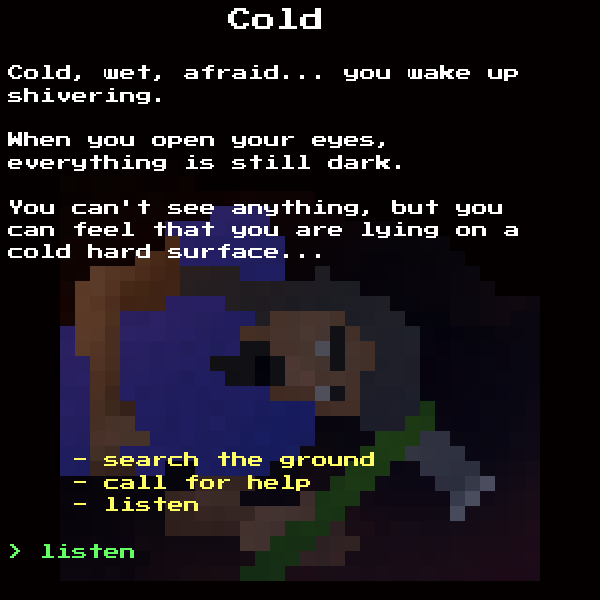 Cold
Cold, wet, afraid... you wake up
shivering.
When you open your eyes,
everything is still dark.
You can't see anything, but you
can feel that you are lying on a
cold hard surface...
- search the ground
- call for help
- listen
> listen